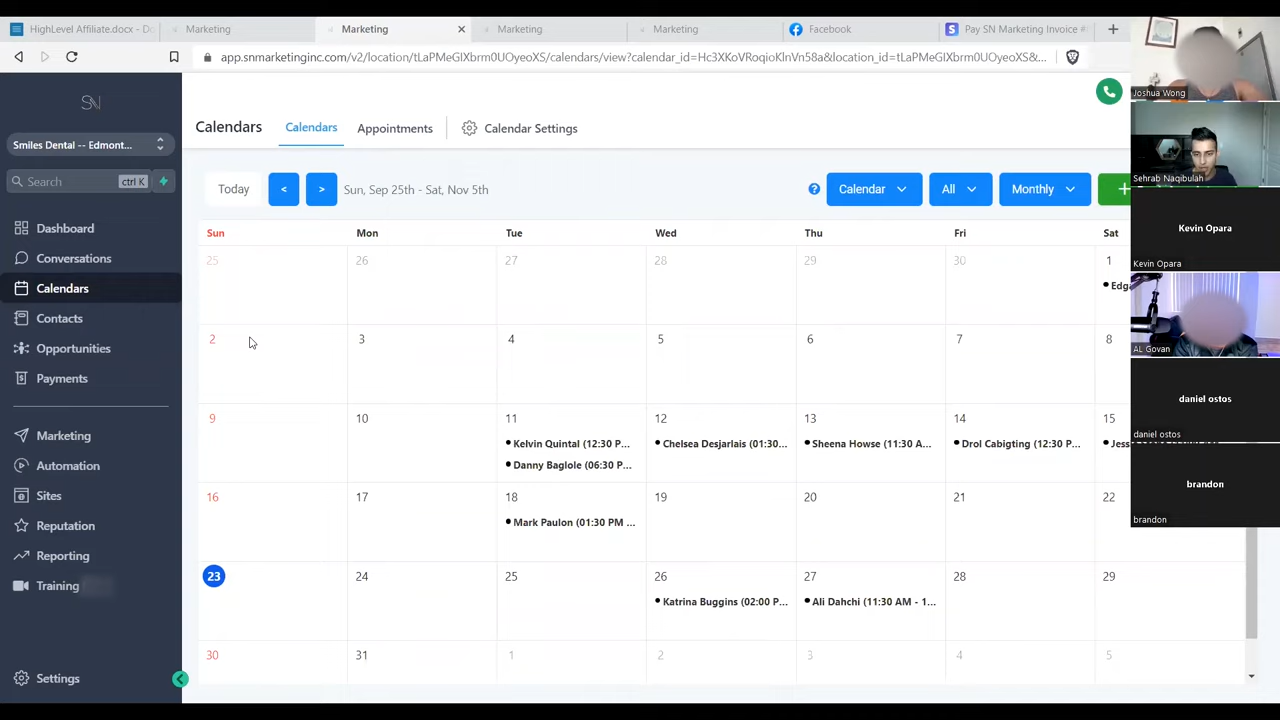 HighLevel Affiliate.docx - Do
Marketing
Marketing
Marketing
Marketing
Facebook
Pay SN Marketing Invoice #
app.snmarketinginc.com/v2/location/tLaPMeGlXbrm0UOyeoXS/calendars/view?calendar_id=Hc3XKoVRoqioKlnVn58a&location_id=tLaPMeGlXbrm0UOyeoXS&...
SN
Smiles Dental -- Edmont...
Search
ctrl K
Dashboard
Conversations
Calendars
Contacts
Opportunities
Payments
Marketing
Automation
Sites
Reputation
Reporting
Training
Settings
Calendars
Calendars
Appointments
Calendar Settings
Today
<
>
Sun, Sep 25th - Sat, Nov 5th
?
Calendar
All
Monthly
+
Sun Mon Tue Wed Thu Fri Sat
25 26 27 28 29 30 1
2 3 4 5 6 7 8
9 10 11 12 13 14 15
Kelvin Quintal (12:30 P... Chelsea Desjarlais (01:30... Sheena Howse (11:30 A... Drol Cabigting (12:30 P...
Danny Baglole (06:30 P...
16 17 18 19 20 21 22
Mark Paulon (01:30 PM ...
23 24 25 26 27 28 29
Katrina Buggins (02:00 P... Ali Dahchi (11:30 AM - 1...
30 31 1 2 3 4 5
Joshua Wong
Sehrab Naqibulah
Kevin Opara
Kevin Opara
AL Govan
daniel ostos
daniel ostos
brandon
brandon